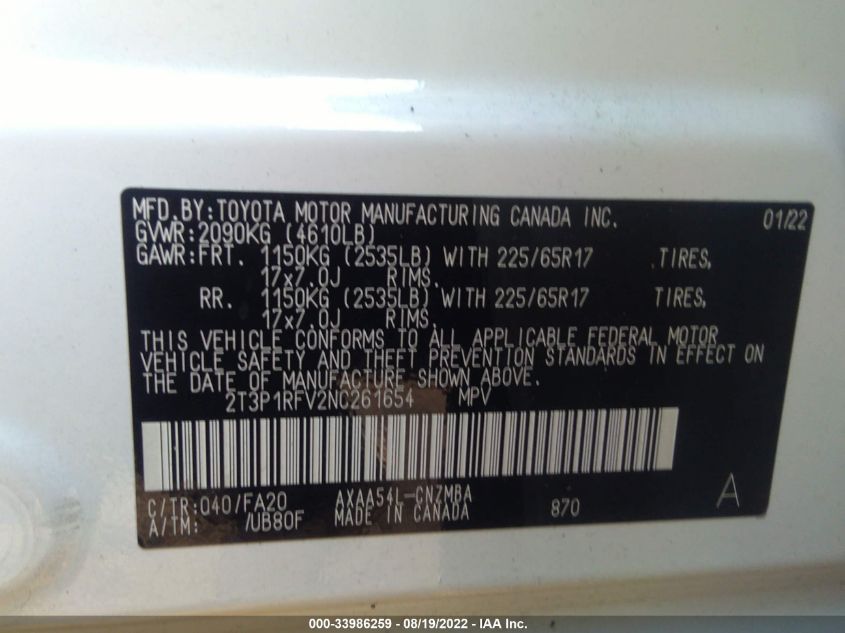 MFD.BY:TOYOTA MOTOR MANUFACTURING CANADA INC. 01/22
GVWR:2090KG (4610LB)
GAWR:FRT. 1150KG (2535LB) WITH 225/65R17 TIRES,
17x7.0J RIMS.
RR. 1150KG (2535LB) WITH 225/65R17 TIRES,
17x7.0J RIMS.
THIS VEHICLE CONFORMS TO ALL APPLICABLE FEDERAL MOTOR
VEHICLE SAFETY AND THEFT PREVENTION STANDARDS IN EFFECT ON
THE DATE OF MANUFACTURE SHOWN ABOVE.
2T3P1RFV2NC261654 MPV
C/TR:040/FA20 AXAA54L-CNZMBA
A/TM: /UB80F MADE IN CANADA 870 A
000-33986259 - 08/19/2022 - IAA Inc.